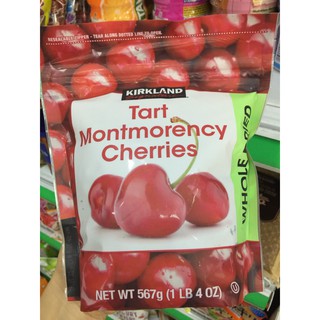 KIRKLAND
Tart
Montmorency
Cherries
WHOLE DRIED
NET WT 567g (1 LB 4 OZ)